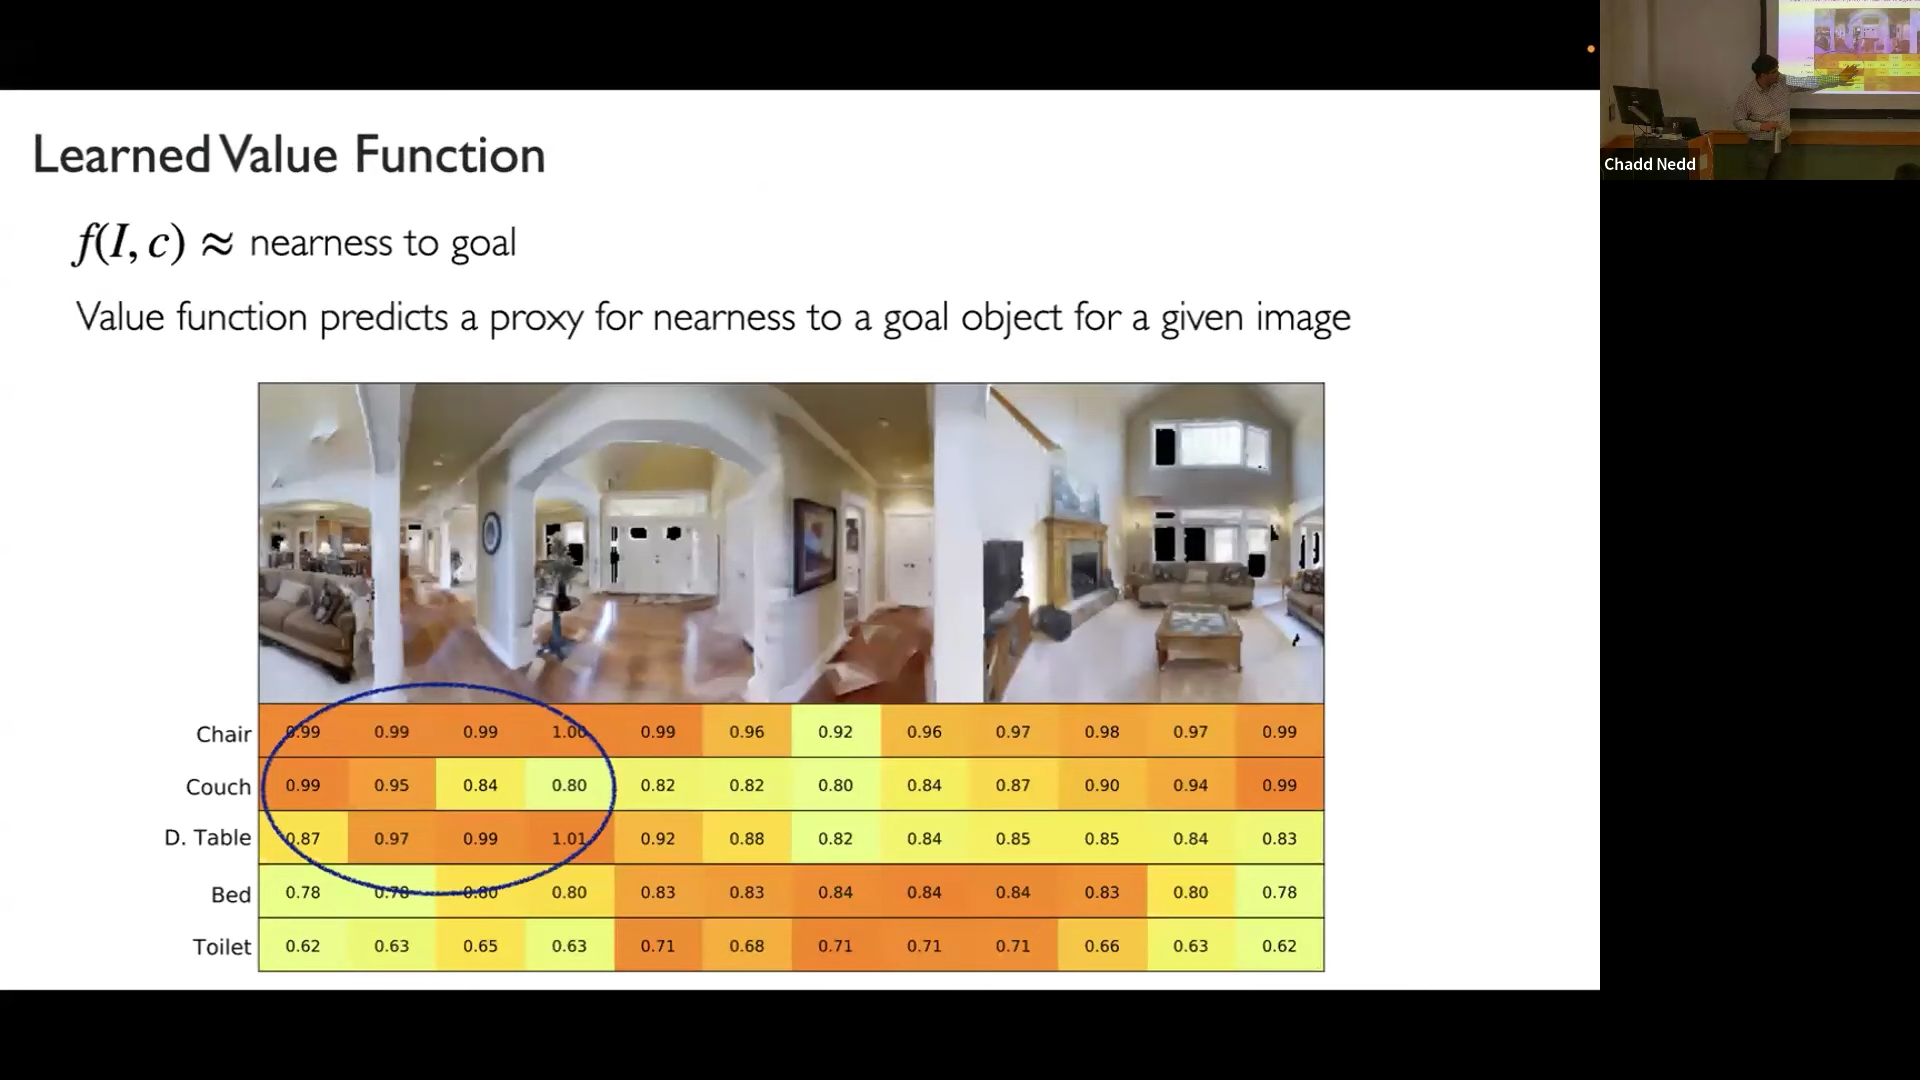 Learned Value Function
f(I, c) ≈ nearness to goal
Value function predicts a proxy for nearness to a goal object for a given image
Chair 0.99 0.99 0.99 1.00 0.99 0.96 0.92 0.96 0.97 0.98 0.97 0.99
Couch 0.99 0.95 0.84 0.80 0.82 0.82 0.80 0.84 0.87 0.90 0.94 0.99
D. Table 0.87 0.97 0.99 1.01 0.92 0.88 0.82 0.84 0.85 0.85 0.84 0.83
Bed 0.78 0.78 0.80 0.80 0.83 0.83 0.84 0.84 0.84 0.83 0.80 0.78
Toilet 0.62 0.63 0.65 0.63 0.71 0.68 0.71 0.71 0.71 0.66 0.63 0.62
Chadd Nedd